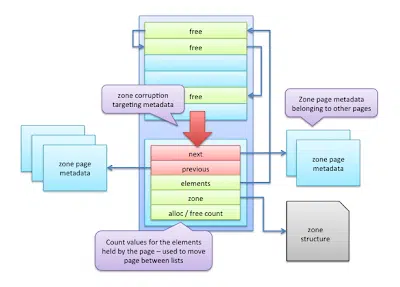 free
free
free
zone corruption
targeting metadata
Zone page metadata
belonging to other pages
zone page
metadata
next
previous
elements
zone
alloc / free count
zone page
metadata
Count values for the elements
held by the page – used to move
page between lists
zone
structure